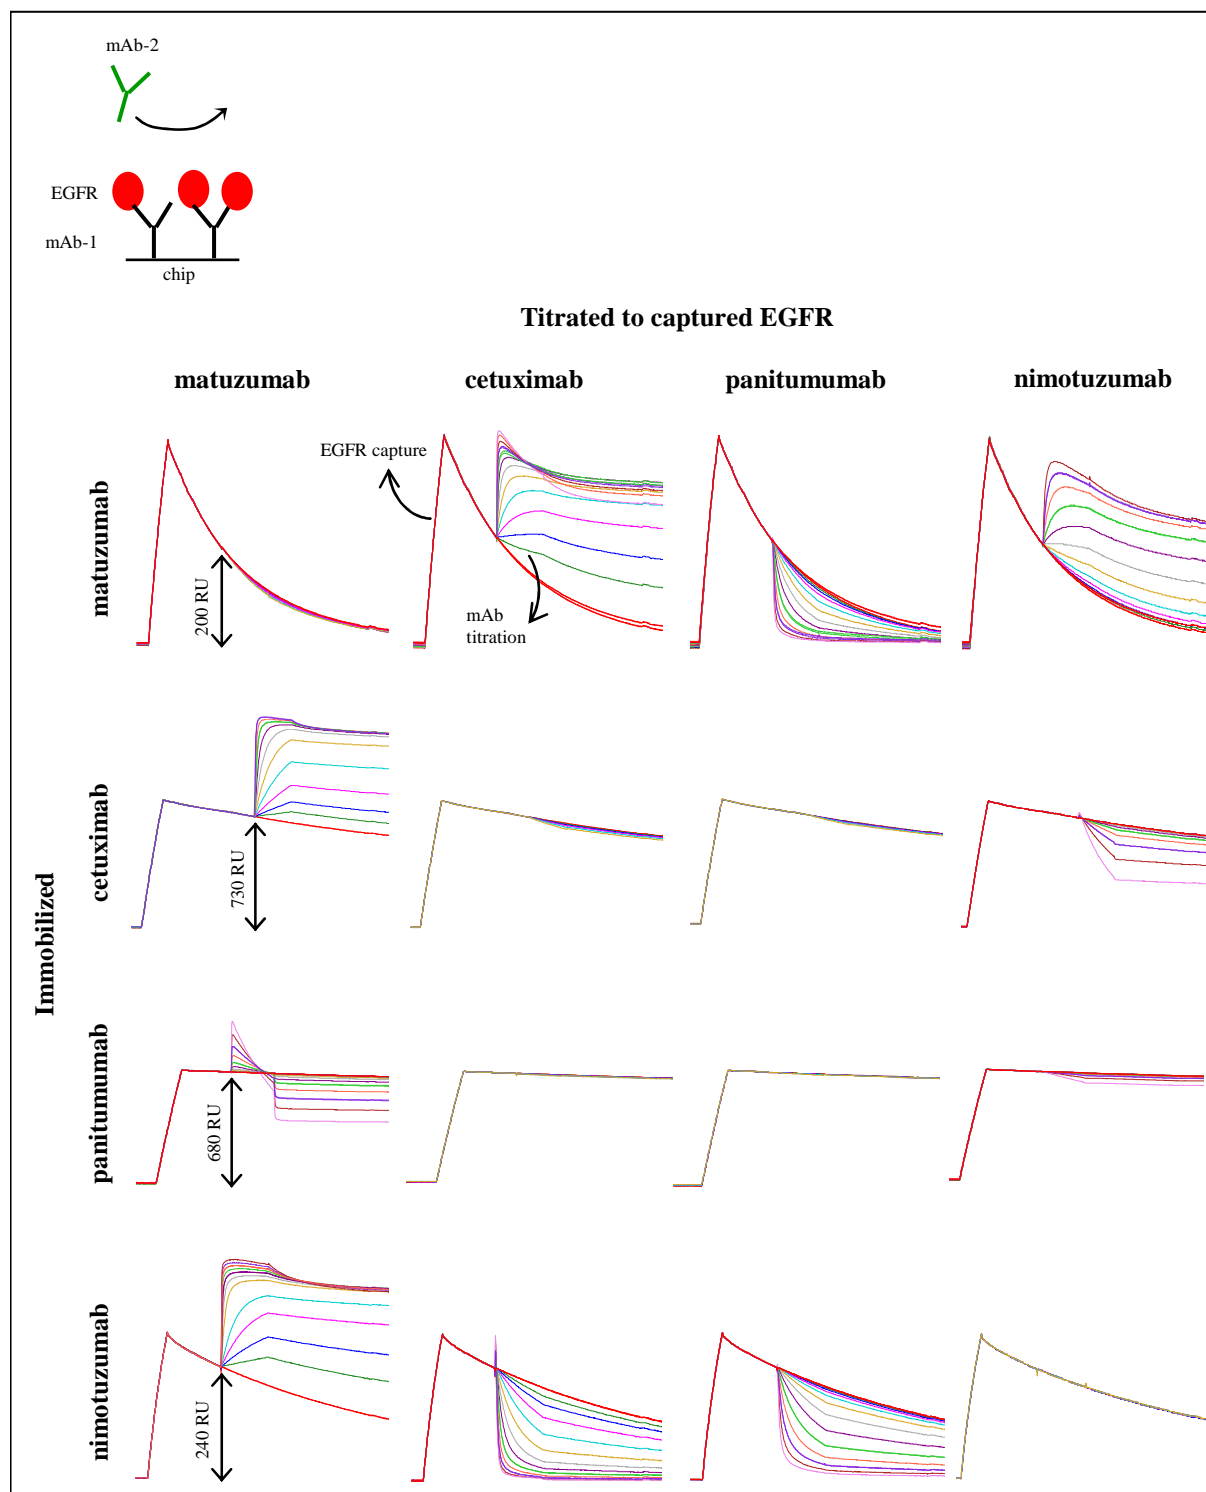 mAb-2
EGFR
mAb-1
chip
Titrated to captured EGFR
matuzumab
cetuximab
panitumumab
nimotuzumab
Immobilized
matuzumab
200 RU
EGFR capture
mAb
titration
cetuximab
730 RU
panitumumab
680 RU
nimotuzumab
240 RU